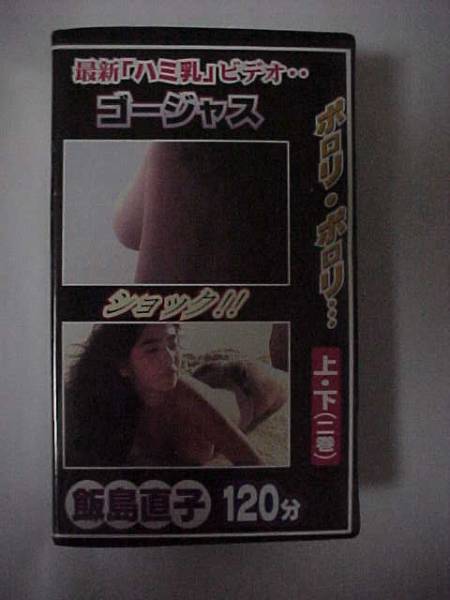 最新「ハミ乳」ビデオ・・
ゴージャス
ポロリ・ポロリ…
ショック!!
上・下(二巻)
飯島直子 120分